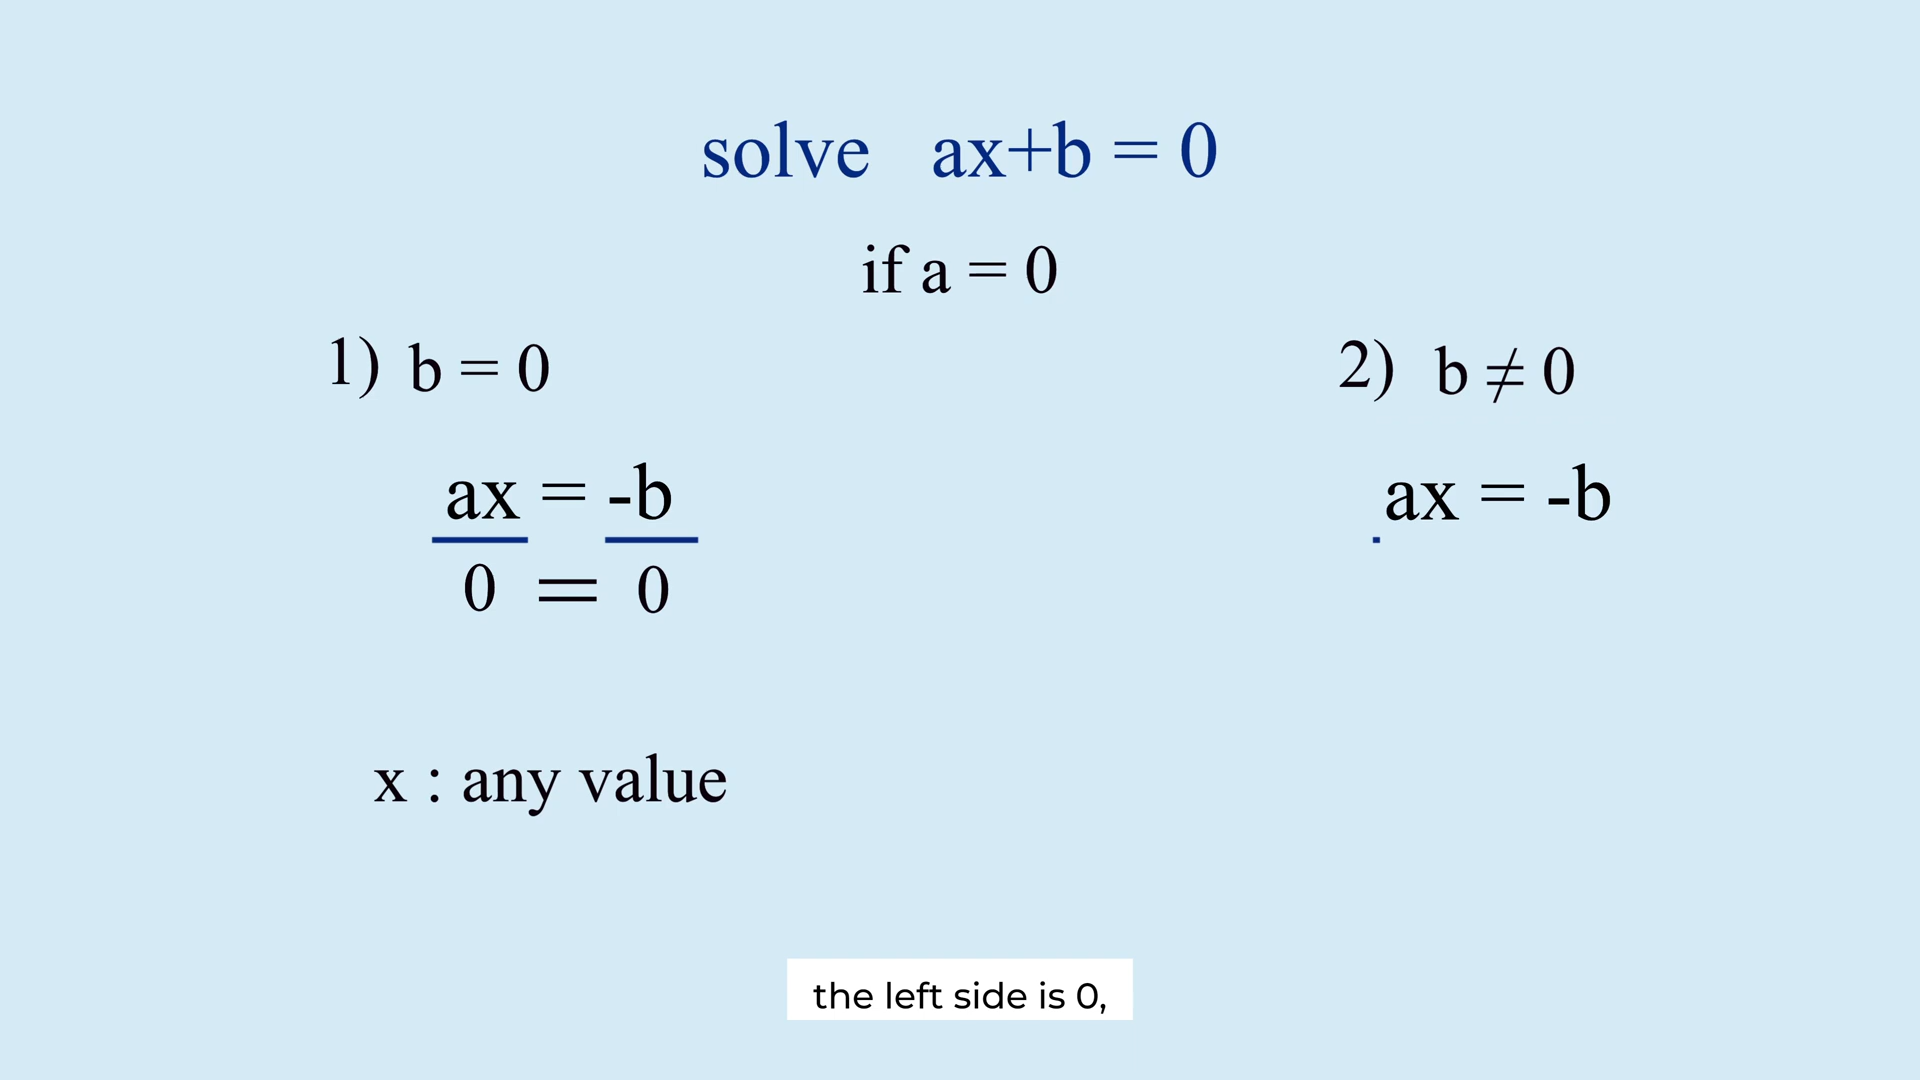 solve ax+b = 0
if a = 0
1) b = 0
ax = -b
0 = 0
x : any value
2) b ≠ 0
ax = -b
the left side is 0,